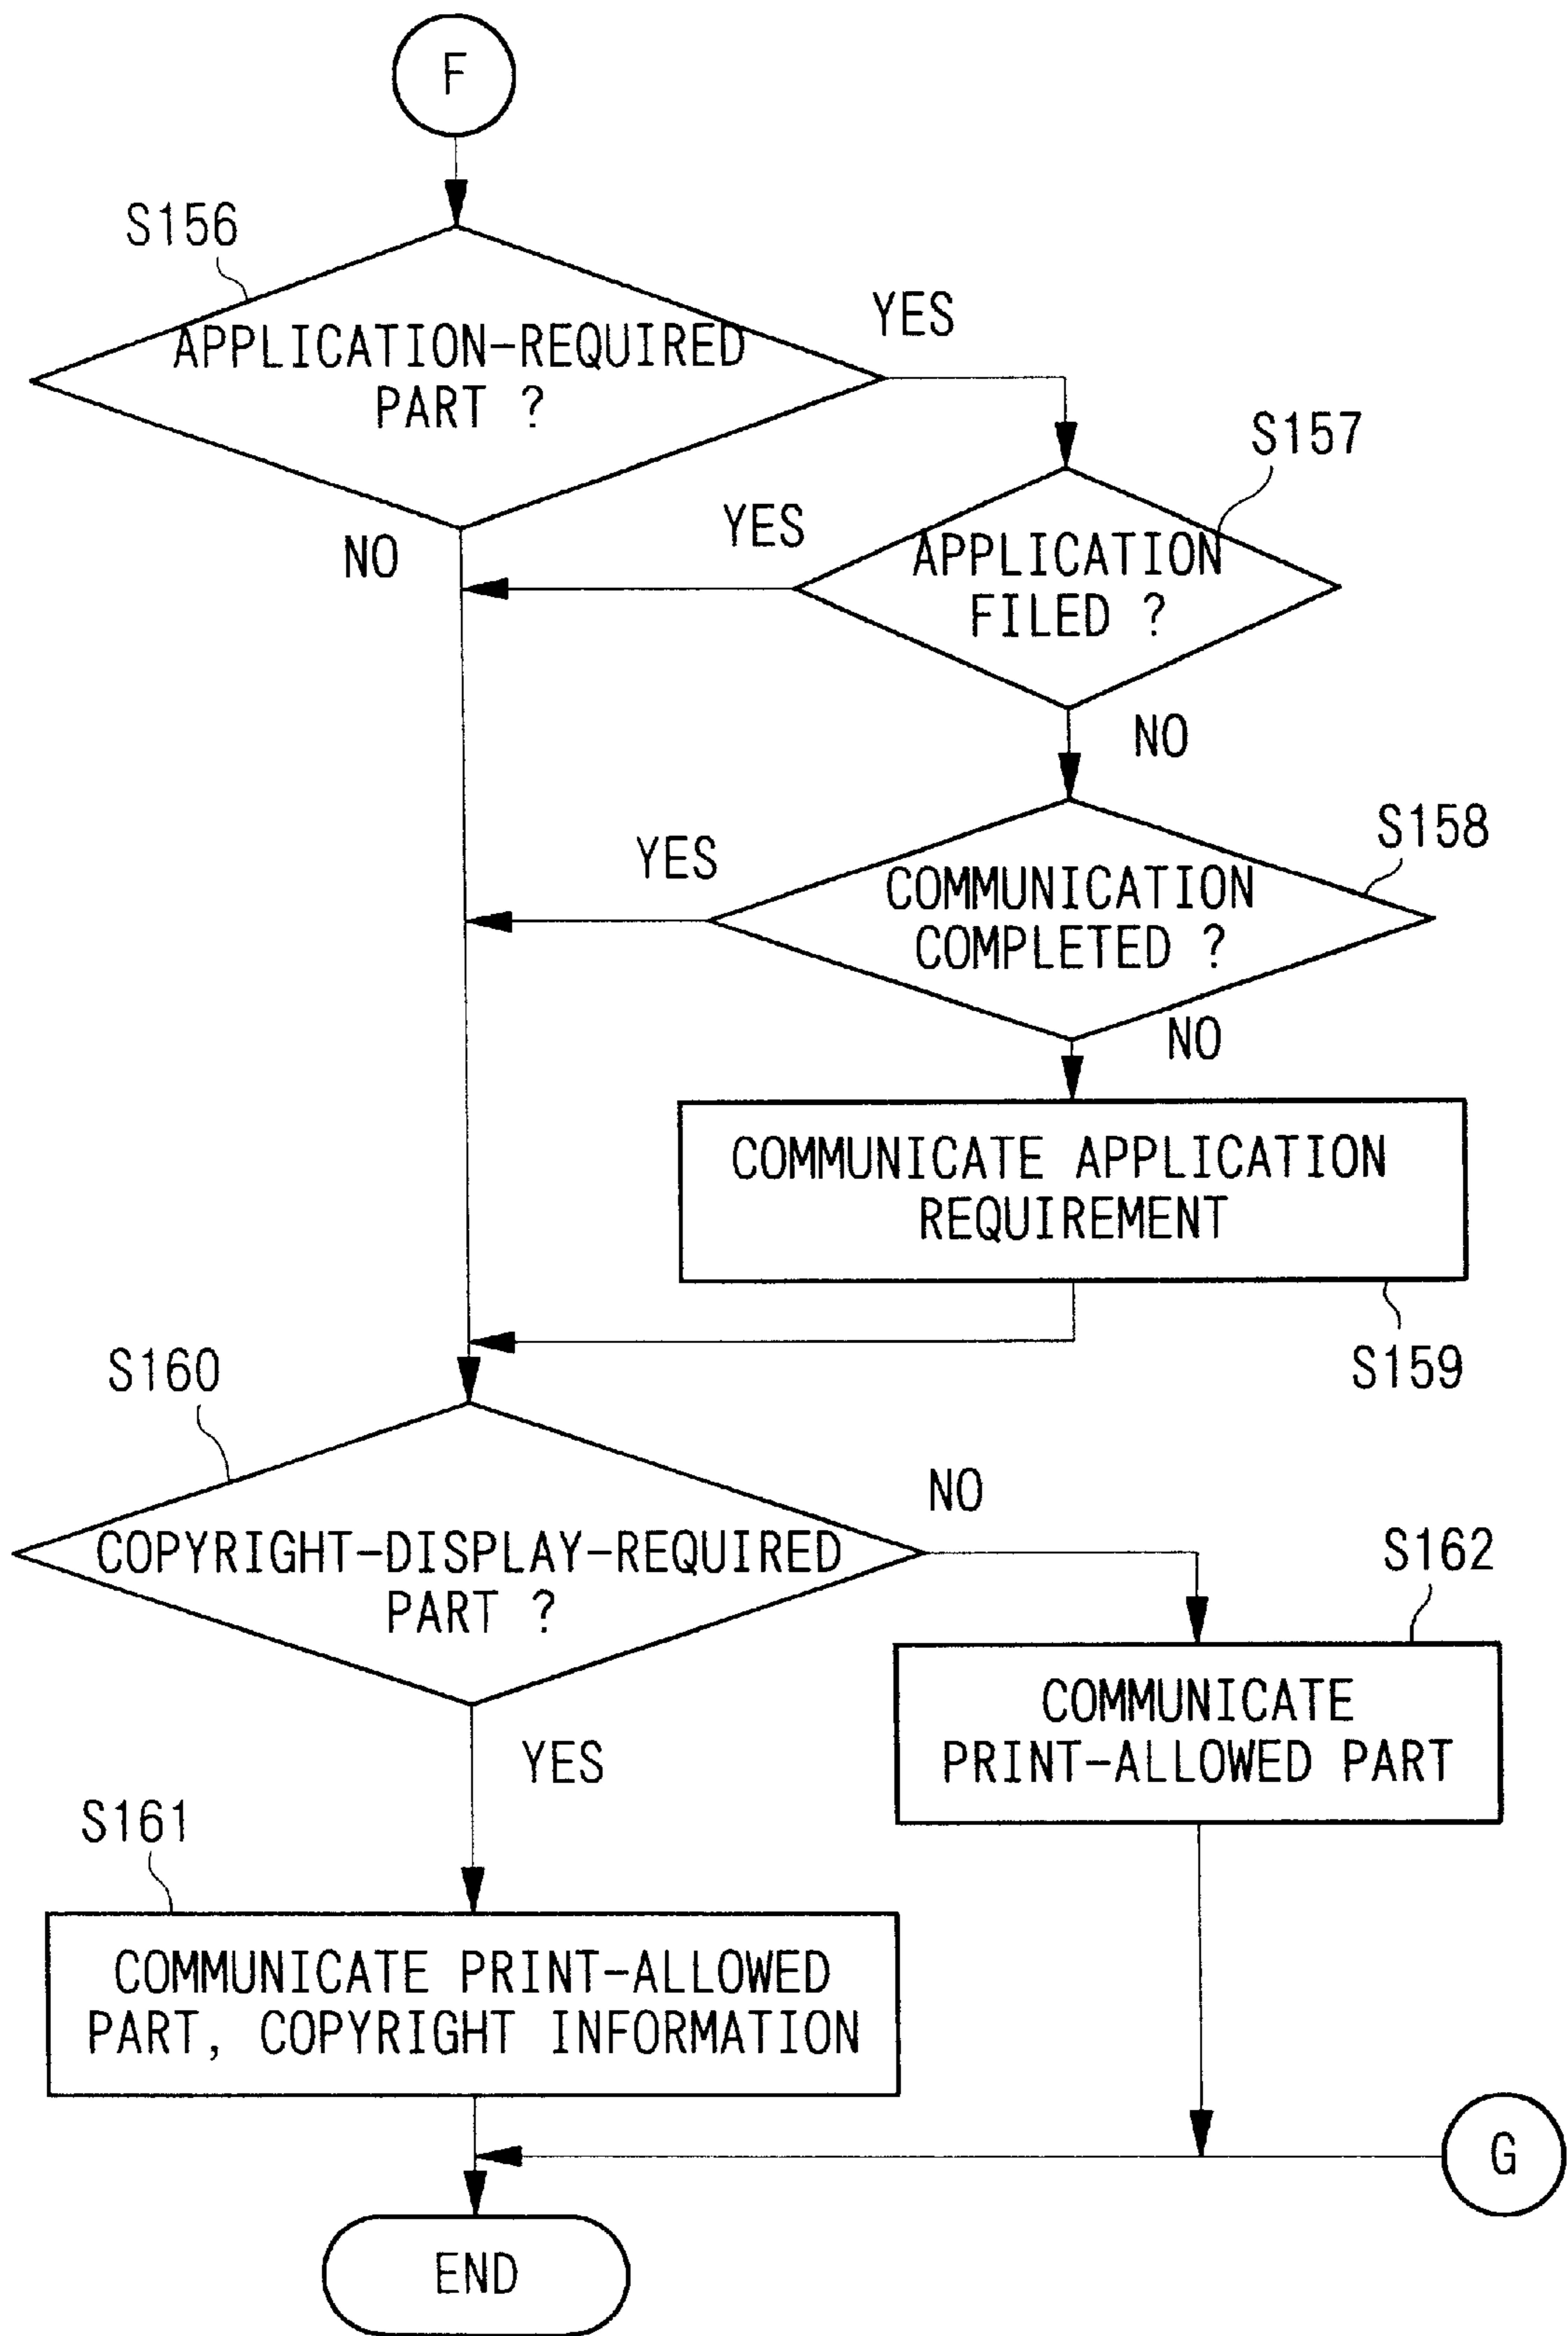 F
S156
APPLICATION-REQUIRED
PART ?
YES
NO
S157
APPLICATION
FILED ?
YES
NO
S158
COMMUNICATION
COMPLETED ?
YES
NO
COMMUNICATE APPLICATION
REQUIREMENT
S159
S160
COPYRIGHT-DISPLAY-REQUIRED
PART ?
NO
YES
S162
COMMUNICATE
PRINT-ALLOWED PART
S161
COMMUNICATE PRINT-ALLOWED
PART, COPYRIGHT INFORMATION
G
END